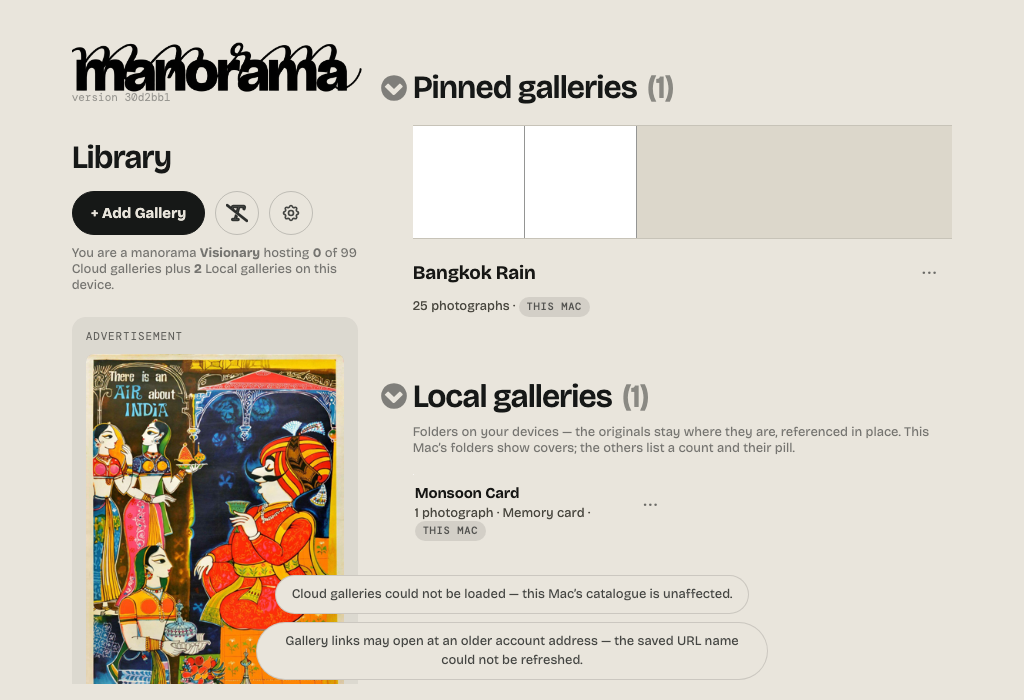 manorama
version 30d2bb1
Library
+ Add Gallery
You are a manorama Visionary hosting 0 of 99
Cloud galleries plus 2 Local galleries on this
device.
ADVERTISEMENT
There is an
AIR about
INDIA
Pinned galleries (1)
Bangkok Rain
...
25 photographs · THIS MAC
Local galleries (1)
Folders on your devices — the originals stay where they are, referenced in place. This
Mac's folders show covers; the others list a count and their pill.
Monsoon Card
...
1 photograph · Memory card ·
THIS MAC
Cloud galleries could not be loaded — this Mac's catalogue is unaffected.
Gallery links may open at an older account address — the saved URL name
could not be refreshed.